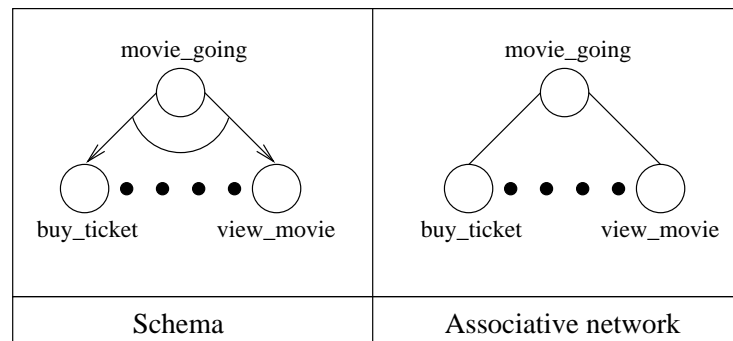 movie_going
buy_ticket
view_movie
Schema
movie_going
buy_ticket
view_movie
Associative network